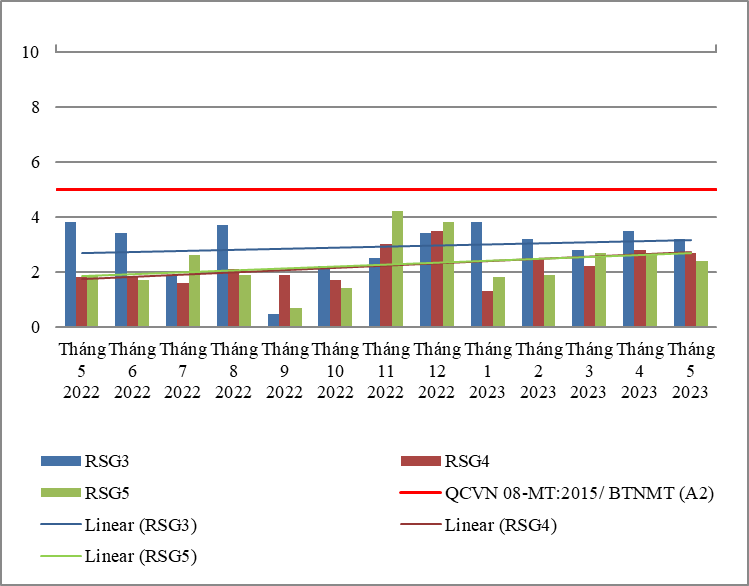 10
8
6
4
2
0
Tháng Tháng Tháng Tháng Tháng Tháng Tháng Tháng Tháng Tháng Tháng Tháng Tháng
5 6 7 8 9 10 11 12 1 2 3 4 5
2022 2022 2022 2022 2022 2022 2022 2022 2023 2023 2023 2023 2023
RSG3 RSG4
RSG5 QCVN 08-MT:2015/ BTNMT (A2)
Linear (RSG3) Linear (RSG4)
Linear (RSG5)